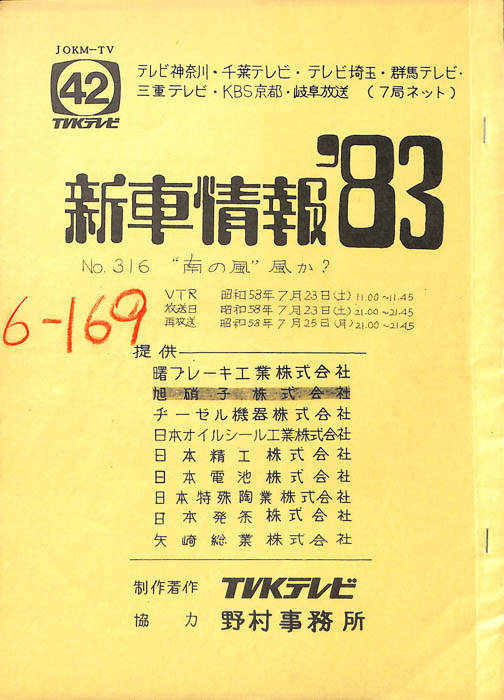 JOKM-TV
42
TVKテレビ
テレビ神奈川・千葉テレビ・テレビ埼玉・群馬テレビ・
三重テレビ・KBS京都・岐阜放送 (7局ネット)
新車情報'83
No.316 "南の風"風か?
VTR 昭和58年7月23日(土) 11.00~11.45
放送日 昭和58年7月23日(土) 21.00~21.45
再放送 昭和58年7月25日(月) 21.00~21.45
6-169
提供
曙ブレーキ工業株式会社
旭硝子株式会社
ヂーゼル機器株式会社
日本オイルシール工業株式会社
日本精工株式会社
日本電池株式会社
日本特殊陶業株式会社
日本発条株式会社
矢崎総業株式会社
制作著作 TVKテレビ
協力 野村事務所